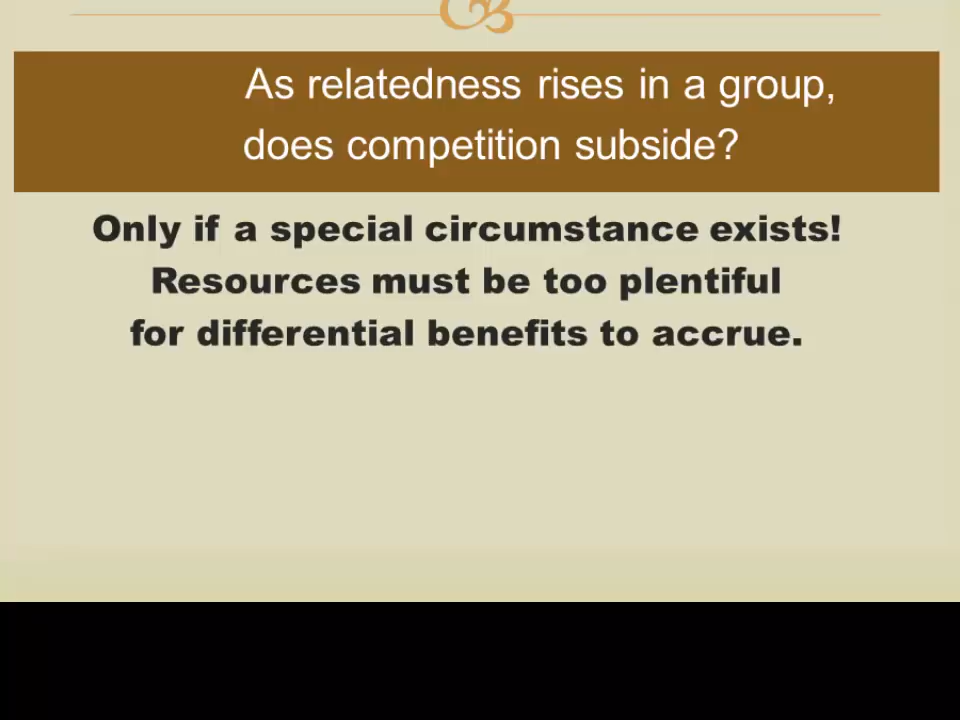 As relatedness rises in a group,
does competition subside?
Only if a special circumstance exists!
Resources must be too plentiful
for differential benefits to accrue.